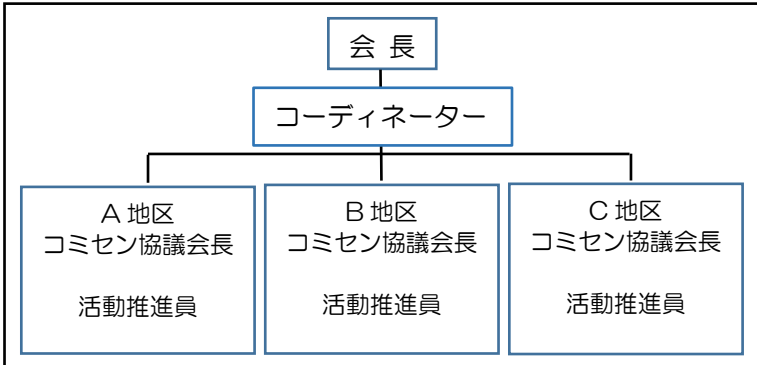 会 長
コーディネーター
A 地区
コミセン協議会長
活動推進員
B 地区
コミセン協議会長
活動推進員
C 地区
コミセン協議会長
活動推進員